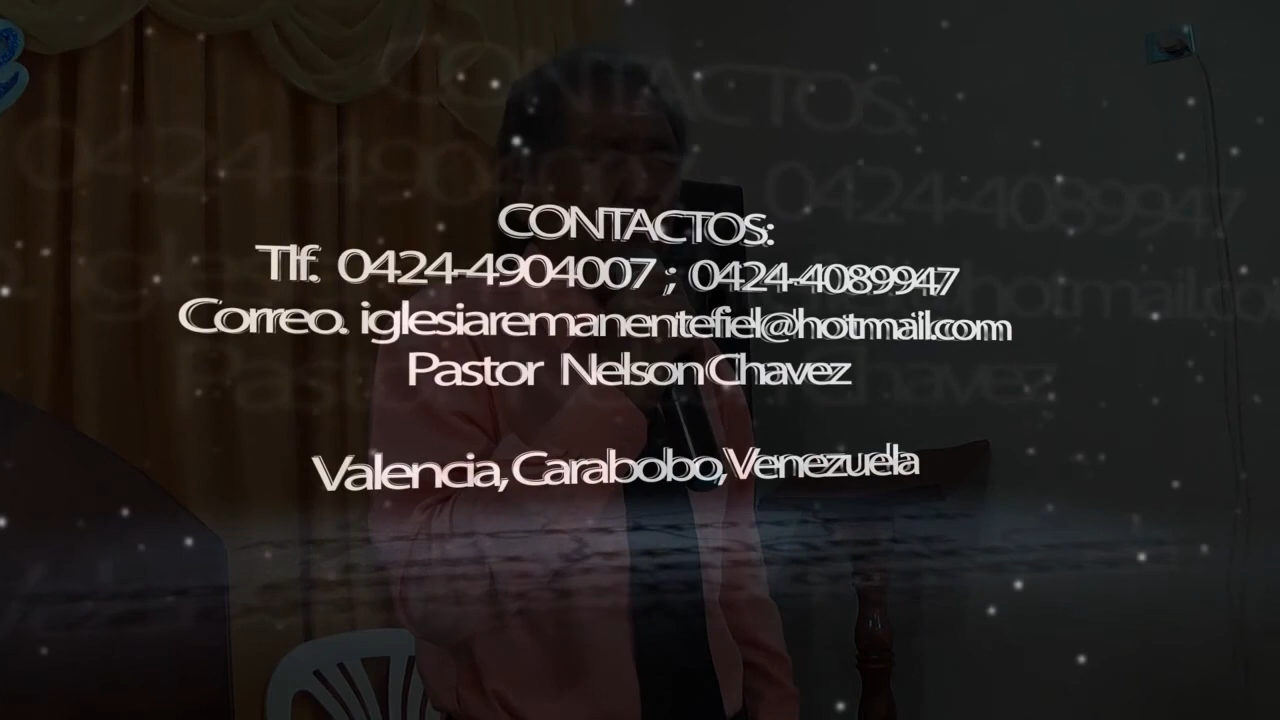 CONTACTOS:
Tlf. 0424-4904007 ; 0424-4089947
Correo. iglesiaremanentefiel@hotmail.com
Pastor Nelson Chavez
Valencia, Carabobo, Venezuela